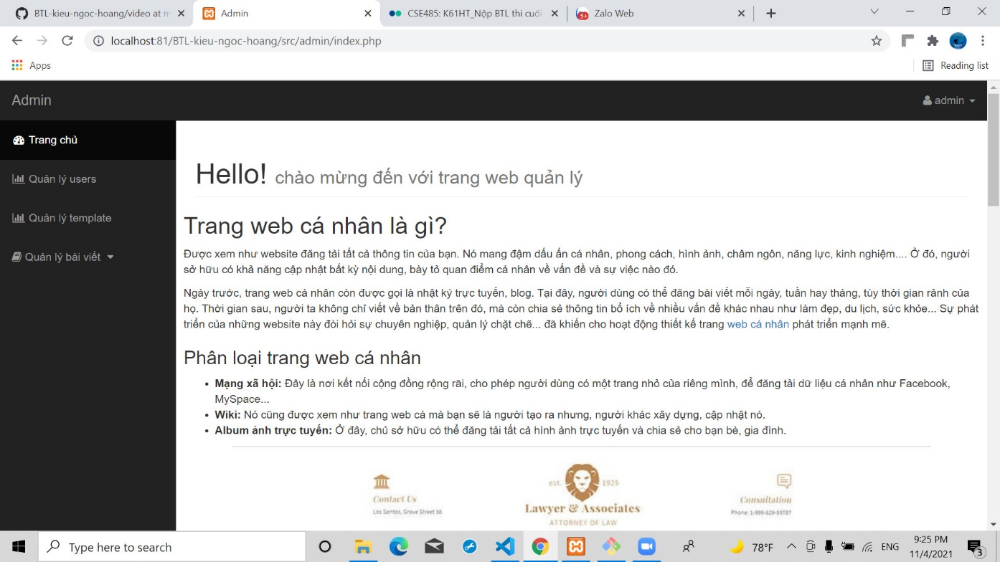 BTL-kieu-ngoc-hoang/video at m
Admin
CSE485: K61HT_Nộp BTL thi cuối
5+
Zalo Web
localhost:81/BTL-kieu-ngoc-hoang/src/admin/index.php
Apps
Reading list
Admin
admin
Trang chủ
Quản lý users
Quản lý template
Quản lý bài viết
Hello! chào mừng đến với trang web quản lý
Trang web cá nhân là gì?
Được xem như website đăng tải tất cả thông tin của bạn. Nó mang đậm dấu ấn cá nhân, phong cách, hình ảnh, châm ngôn, năng lực, kinh nghiệm.... Ở đó, người
sở hữu có khả năng cập nhật bất kỳ nội dung, bày tỏ quan điểm cá nhân về vấn đề và sự việc nào đó.
Ngày trước, trang web cá nhân còn được gọi là nhật ký trực tuyến, blog. Tại đây, người dùng có thể đăng bài viết mỗi ngày, tuần hay tháng, tùy thời gian rảnh của
họ. Thời gian sau, người ta không chỉ viết về bản thân trên đó, mà còn chia sẻ thông tin bổ ích về nhiều vấn đề khác nhau như làm đẹp, du lịch, sức khỏe... Sự phát
triển của những website này đòi hỏi sự chuyên nghiệp, quản lý chặt chẽ... đã khiến cho hoạt động thiết kế trang web cá nhân phát triển mạnh mẽ.
Phân loại trang web cá nhân
Mạng xã hội: Đây là nơi kết nối cộng đồng rộng rãi, cho phép người dùng có một trang nhỏ của riêng mình, để đăng tải dữ liệu cá nhân như Facebook,
MySpace...
Wiki: Nó cũng được xem như trang web cá mà bạn sẽ là người tạo ra nhưng, người khác xây dựng, cập nhật nó.
Album ảnh trực tuyến: Ở đây, chủ sở hữu có thể đăng tải tất cả hình ảnh trực tuyến và chia sẻ cho bạn bè, gia đình.
Contact Us
Los Santos, Grove Street 38.
est. 1925
Lawyer & Associates
ATTORNEY OF LAW
Consultation
Phone: 1-999-529-93787
Type here to search
78°F
ENG
9:25 PM
11/4/2021
3